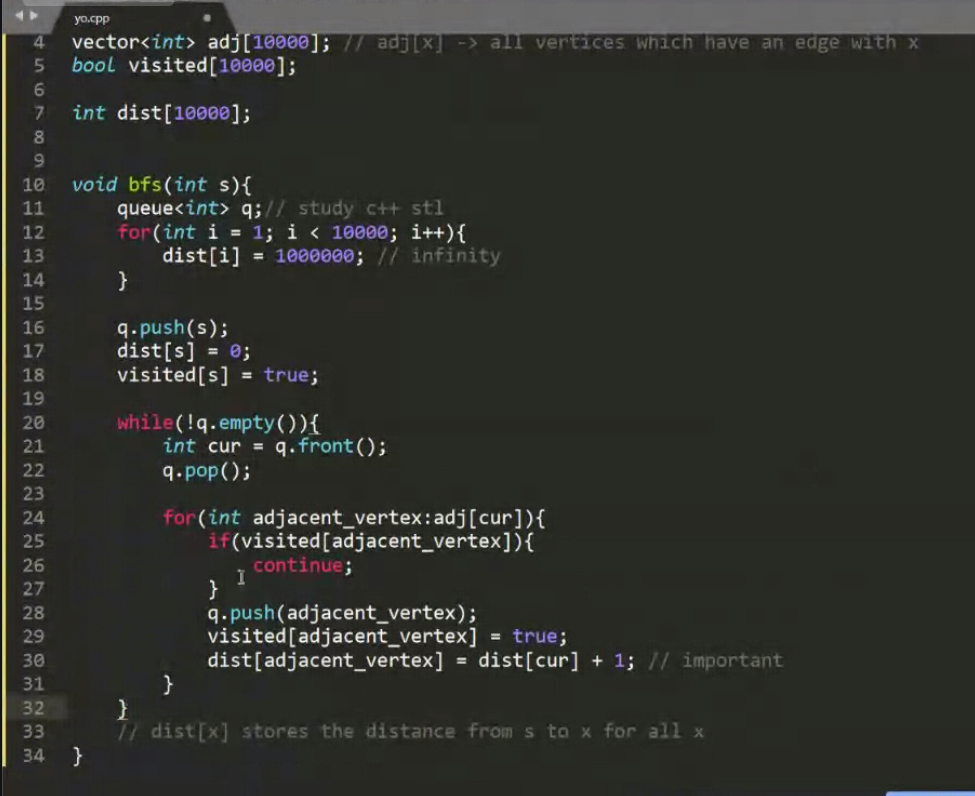 yo.cpp
4 vector<int> adj[10000]; // adj[x] -> all vertices which have an edge with x
5 bool visited[10000];
6
7 int dist[10000];
8
9
10 void bfs(int s){
11 queue<int> q;// study c++ stl
12 for(int i = 1; i < 10000; i++){
13 dist[i] = 1000000; // infinity
14 }
15
16 q.push(s);
17 dist[s] = 0;
18 visited[s] = true;
19
20 while(!q.empty()){
21 int cur = q.front();
22 q.pop();
23
24 for(int adjacent_vertex:adj[cur]){
25 if(visited[adjacent_vertex]){
26 continue;
27 }
28 q.push(adjacent_vertex);
29 visited[adjacent_vertex] = true;
30 dist[adjacent_vertex] = dist[cur] + 1; // important
31 }
32 }
33 // dist[x] stores the distance from s to x for all x
34 }